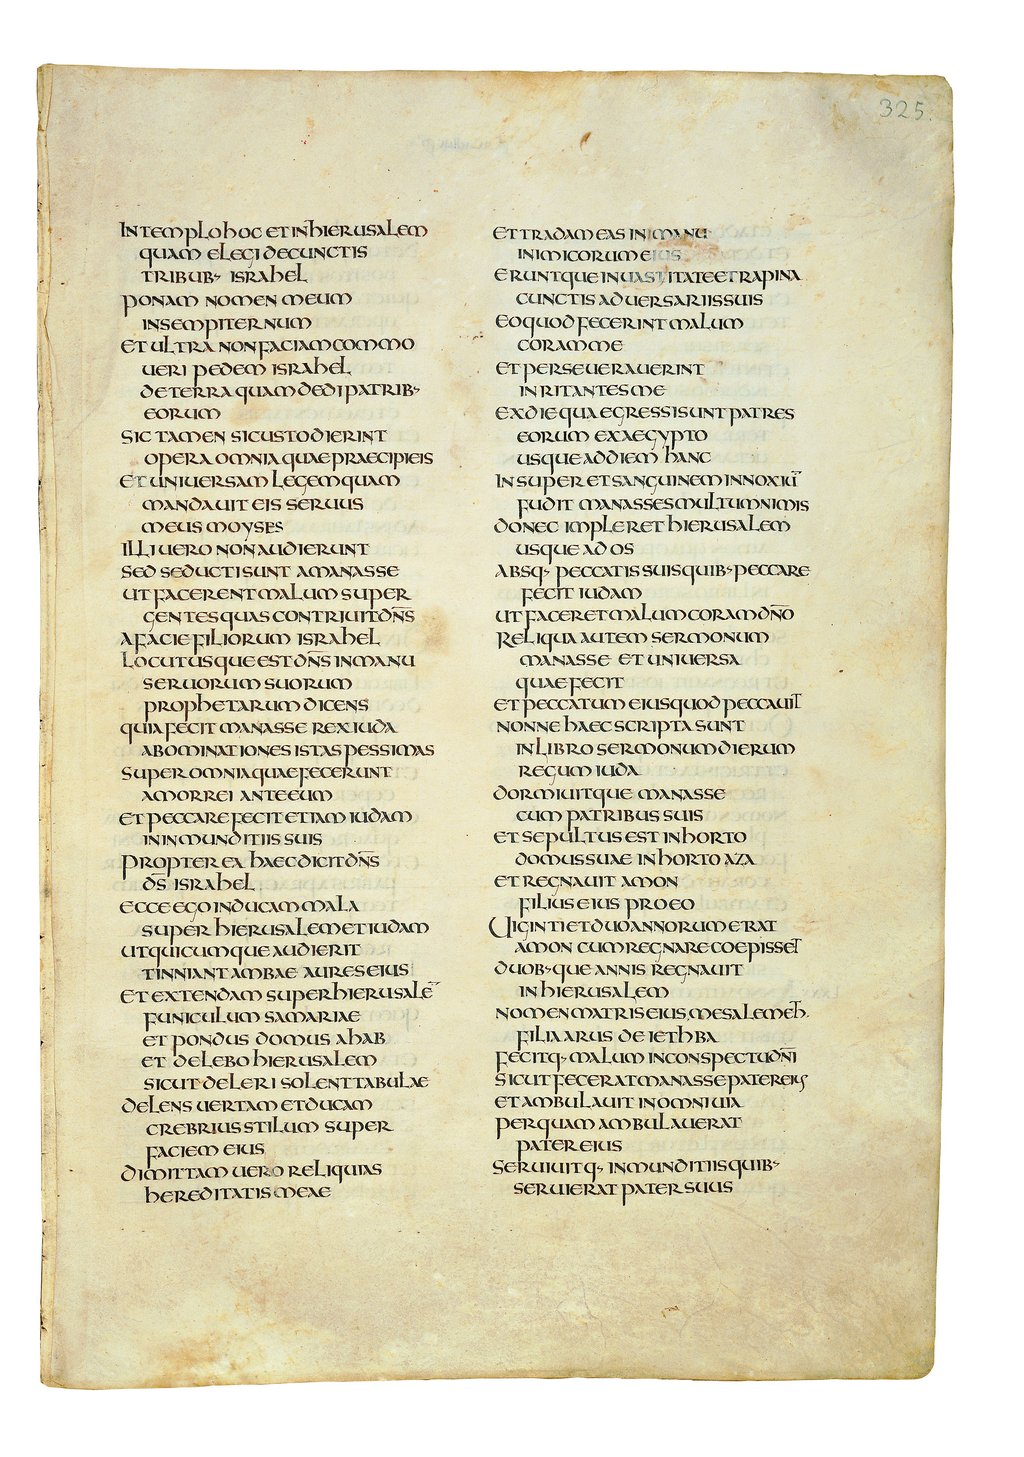 325.
IN TEMPLO HOC ET IN HIERUSALEM
QUAM ELEGI DE CUNCTIS
TRIBUB· ISRAHEL
PONAM NOMEN MEUM
IN SEMPITERNUM
ET ULTRA NON FACIAM COMMO
UERI PEDEM ISRAHEL
DE TERRA QUAM DEDI PATRIB·
EORUM
SIC TAMEN SI CUSTODIERINT
OPERA OMNIA QUAE PRAECIPI EIS
ET UNIUERSAM LEGEM QUAM
MANDAUIT EIS SERUUS
MEUS MOYSES
ILLI UERO NON AUDIERUNT
SED SEDUCTI SUNT A MANASSE
UT FACERENT MALUM SUPER
GENTES QUAS CONTRIUIT DN̅S
A FACIE FILIORUM ISRAHEL
LOCUTUSQUE EST DN̅S IN MANU
SERUORUM SUORUM
PROPHETARUM DICENS
QUIA FECIT MANASSE REX IUDA
ABOMINATIONES ISTAS PESSIMAS
SUPER OMNIA QUAE FECERUNT
AMORREI ANTE EUM
ET PECCARE FECIT ETIAM IUDAM
IN INMUNDITIIS SUIS
PROPTEREA HAEC DICIT DN̅S
D̅S ISRAHEL
ECCE EGO INDUCAM MALA
SUPER HIERUSALEM ET IUDAM
UT QUICUMQUE AUDIERIT
TINNIANT AMBAE AURES EIUS
ET EXTENDAM SUPER HIERUSALE̅
FUNICULUM SAMARIAE
ET PONDUS DOMUS AHAB
ET DELEBO HIERUSALEM
SICUT DELERI SOLENT TABULAE
DELENS UERTAM ET DUCAM
CREBRIUS STILUM SUPER
FACIEM EIUS
DIMITTAM UERO RELIQUIAS
HEREDITATIS MEAE
ET TRADAM EAS IN MANU
INIMICORUM EIUS
ERUNTQUE IN UASTITATE ET RAPINA
CUNCTIS ADUERSARIIS SUIS
EO QUOD FECERINT MALUM
CORAM ME
ET PERSEUERAUERINT
INRITANTES ME
EX DIE QUA EGRESSI SUNT PATRES
EORUM EX AEGYPTO
USQUE AD DIEM HANC
INSUPER ET SANGUINEM INNOXIU̅
FUDIT MANASSES MULTUM NIMIS
DONEC IMPLERET HIERUSALEM
USQUE AD OS
ABSQ· PECCATIS SUIS QUIB· PECCARE
FECIT IUDAM
UT FACERET MALUM CORAM DN̅O
RELIQUA AUTEM SERMONUM
MANASSE ET UNIUERSA
QUAE FECIT
ET PECCATUM EIUS QUOD PECCAUIT
NONNE HAEC SCRIPTA SUNT
IN LIBRO SERMONUM DIERUM
REGUM IUDA
DORMIUITQUE MANASSE
CUM PATRIBUS SUIS
ET SEPULTUS EST IN HORTO
DOMUS SUAE IN HORTO AZA
ET REGNAUIT AMON
FILIUS EIUS PRO EO
UIGINTI ET DUO ANNORUM ERAT
AMON CUM REGNARE COEPISSET
DUOB·QUE ANNIS REGNAUIT
IN HIERUSALEM
NOMEN MATRIS EIUS MESALEMETH·
FILIA ARUS DE IETHBA
FECITQ· MALUM IN CONSPECTU DN̅I
SICUT FECERAT MANASSE PATER EIUS
ET AMBULAUIT IN OMNI UIA
PER QUAM AMBULAUERAT
PATER EIUS
SERUIUITQ· INMUNDITIIS QUIB·
SERUIERAT PATER SUUS